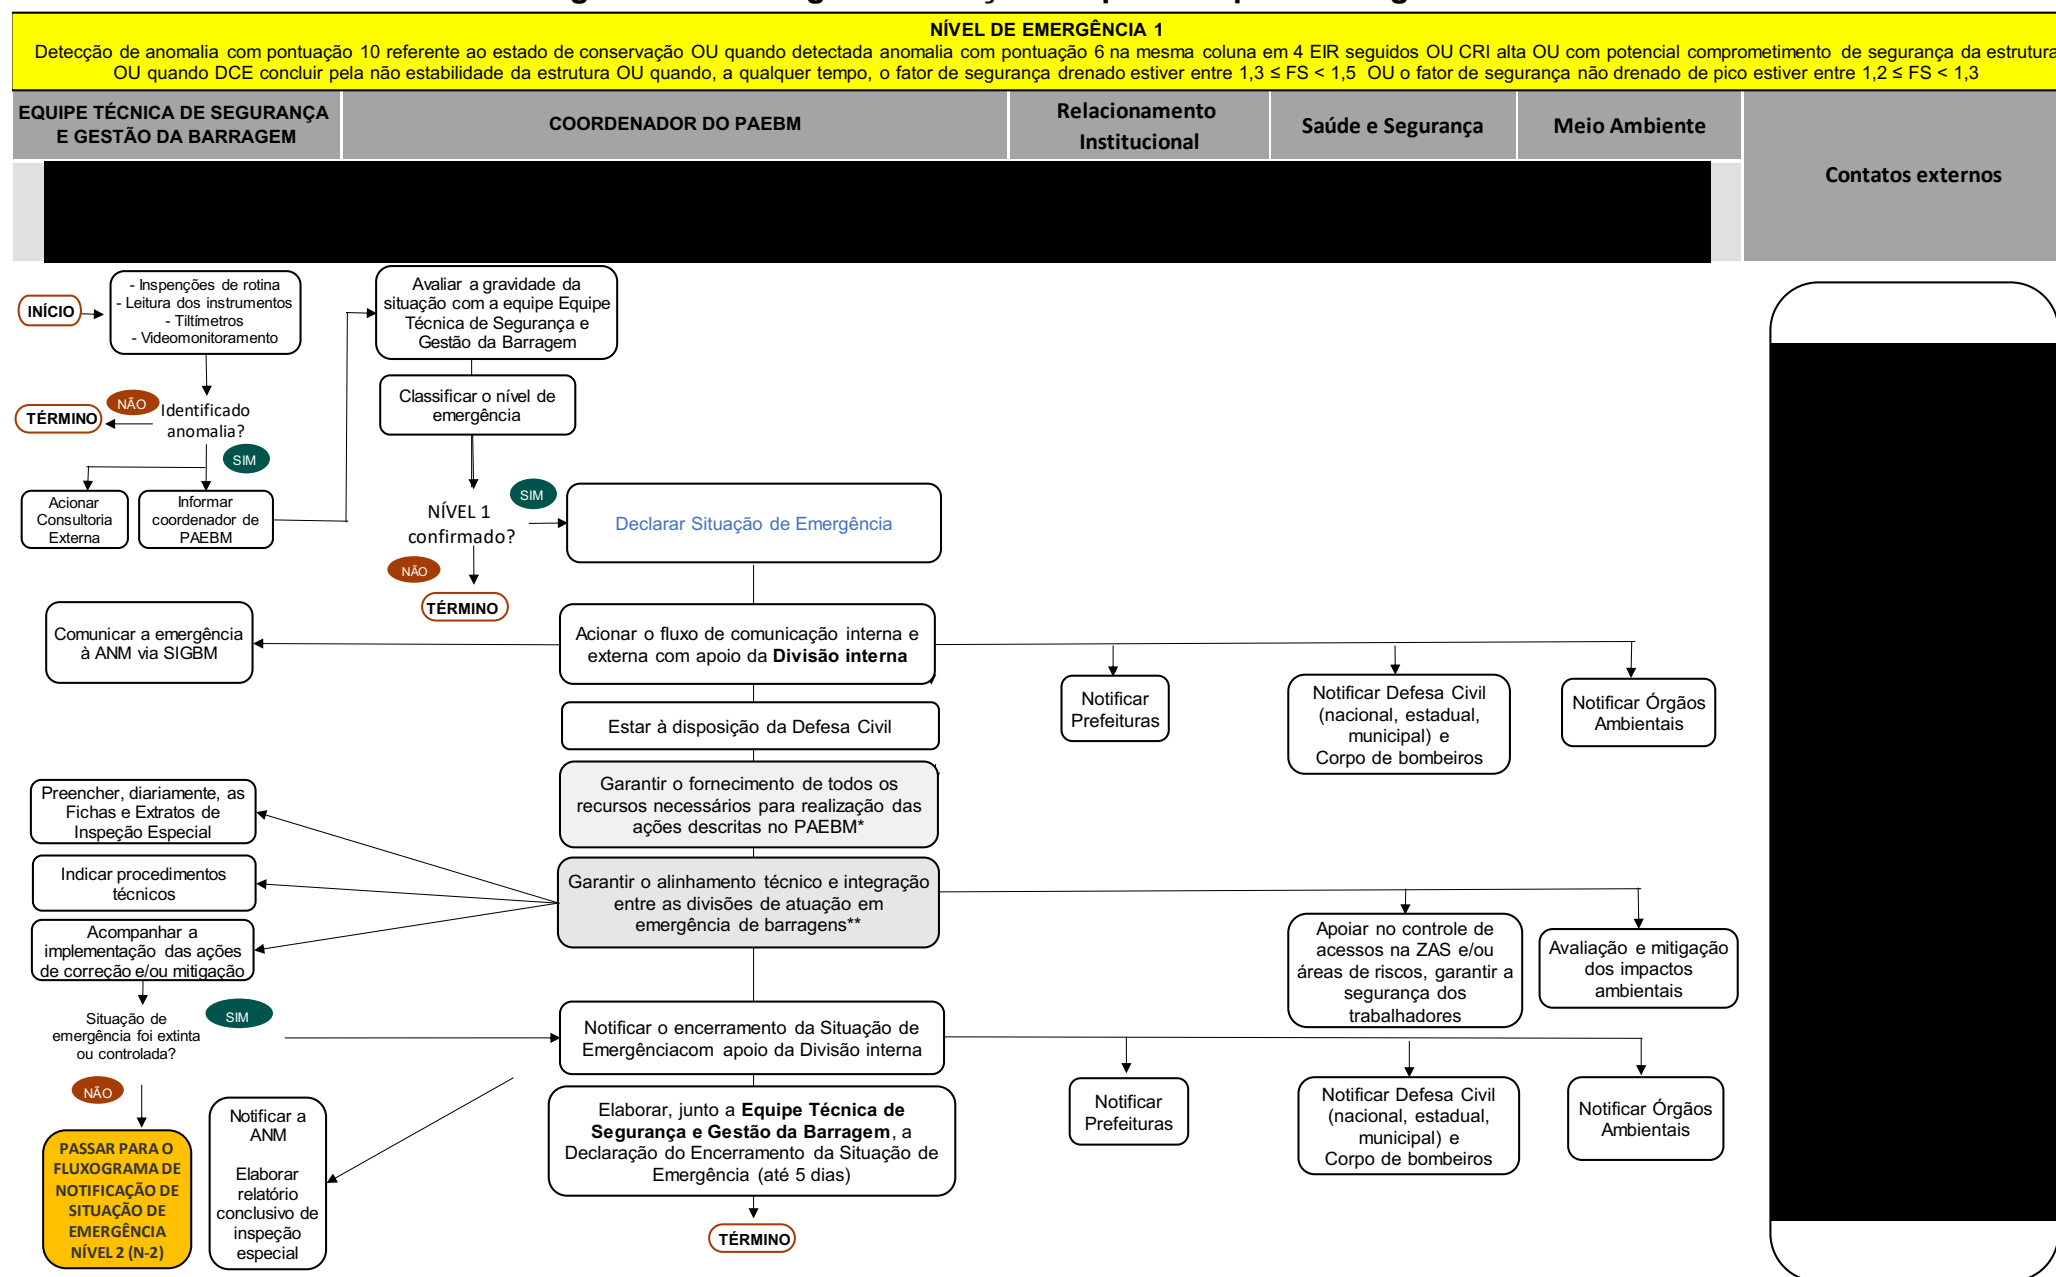 NÍVEL DE EMERGÊNCIA 1
Detecção de anomalia com pontuação 10 referente ao estado de conservação OU quando detectada anomalia com pontuação 6 na mesma coluna em 4 EIR seguidos OU CRI alta OU com potencial comprometimento de segurança da estrutura
OU quando DCE concluir pela não estabilidade da estrutura OU quando, a qualquer tempo, o fator de segurança drenado estiver entre 1,3 ≤ FS < 1,5 OU o fator de segurança não drenado de pico estiver entre 1,2 ≤ FS < 1,3
EQUIPE TÉCNICA DE SEGURANÇA
E GESTÃO DA BARRAGEM
COORDENADOR DO PAEBM
Relacionamento
Institucional
Saúde e Segurança
Meio Ambiente
Contatos externos
INÍCIO
- Inspenções de rotina
- Leitura dos instrumentos
- Tiltímetros
- Videomonitoramento
Avaliar a gravidade da
situação com a equipe Equipe
Técnica de Segurança e
Gestão da Barragem
Classificar o nível de
emergência
TÉRMINO
NÃO
Identificado
anomalia?
SIM
Acionar
Consultoria
Externa
Informar
coordenador de
PAEBM
NÍVEL 1
confirmado?
SIM
NÃO
TÉRMINO
Declarar Situação de Emergência
Comunicar a emergência
à ANM via SIGBM
Acionar o fluxo de comunicação interna e
externa com apoio da Divisão interna
Notificar
Prefeituras
Notificar Defesa Civil
(nacional, estadual,
municipal) e
Corpo de bombeiros
Notificar Órgãos
Ambientais
Estar à disposição da Defesa Civil
Garantir o fornecimento de todos os
recursos necessários para realização das
ações descritas no PAEBM*
Preencher, diariamente, as
Fichas e Extratos de
Inspeção Especial
Indicar procedimentos
técnicos
Acompanhar a
implementação das ações
de correção e/ou mitigação
Garantir o alinhamento técnico e integração
entre as divisões de atuação em
emergência de barragens**
Apoiar no controle de
acessos na ZAS e/ou
áreas de riscos, garantir a
segurança dos
trabalhadores
Avaliação e mitigação
dos impactos
ambientais
Situação de
emergência foi extinta
ou controlada?
SIM
NÃO
Notificar o encerramento da Situação de
Emergênciacom apoio da Divisão interna
Notificar
Prefeituras
Notificar Defesa Civil
(nacional, estadual,
municipal) e
Corpo de bombeiros
Notificar Órgãos
Ambientais
PASSAR PARA O
FLUXOGRAMA DE
NOTIFICAÇÃO DE
SITUAÇÃO DE
EMERGÊNCIA
NÍVEL 2 (N-2)
Notificar a
ANM
Elaborar
relatório
conclusivo de
inspeção
especial
Elaborar, junto a Equipe Técnica de
Segurança e Gestão da Barragem, a
Declaração do Encerramento da Situação de
Emergência (até 5 dias)
TÉRMINO